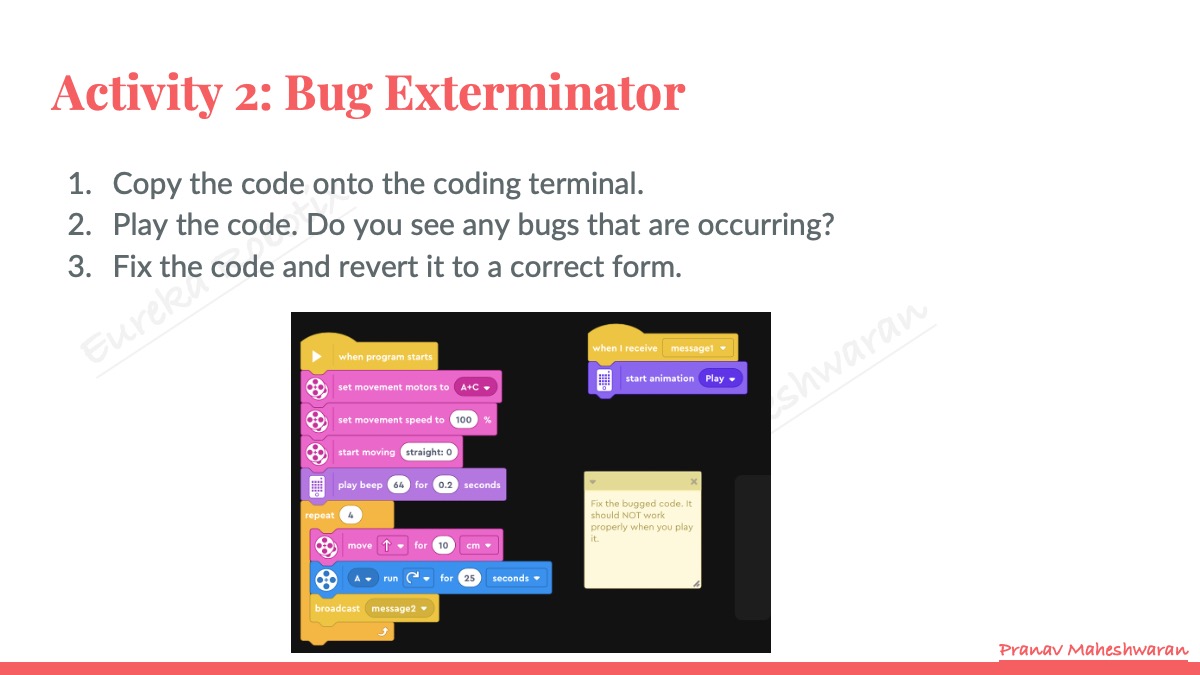 Activity 2: Bug Exterminator
1. Copy the code onto the coding terminal.
2. Play the code. Do you see any bugs that are occurring?
3. Fix the code and revert it to a correct form.
Eureka
eshwaran
when program starts
set movement motors to A+C
set movement speed to 100 %
start moving straight: 0
play beep 64 for 0.2 seconds
repeat 4
move for 10 cm
A run for 25 seconds
broadcast message2
when I receive message1
start animation Play
Fix the bugged code. It
should NOT work
properly when you play
it.
Pranav Maheshwaran